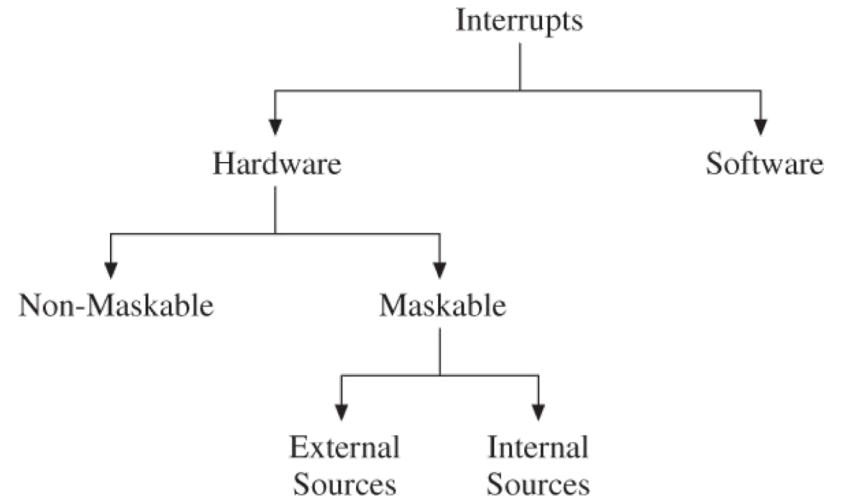 Interrupts
Hardware
Software
Non-Maskable
Maskable
External
Sources
Internal
Sources